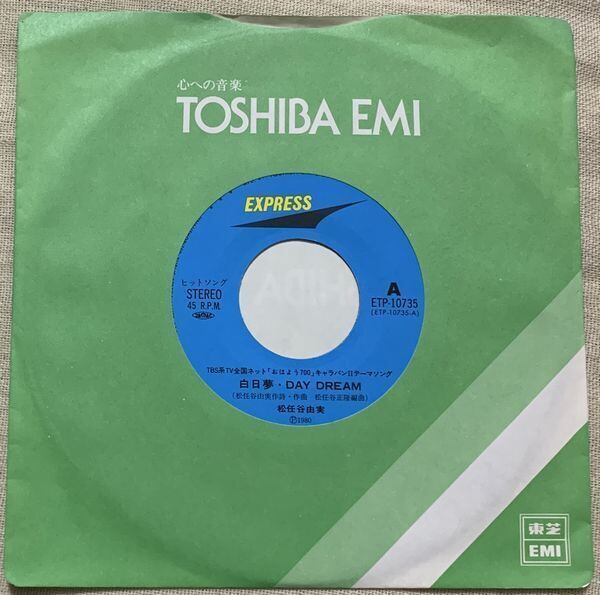 心への音楽
TOSHIBA EMI
EXPRESS
ヒットソング
STEREO
45 R.P.M.
A
ETP-10735
(ETP-10735-A)
TBS系TV全国ネット「おはよう700」キャラバンIIテーマソング
白日夢・DAY DREAM
(松任谷由実作詩・作曲 松任谷正隆編曲)
松任谷由実
Ⓟ1980
東芝
EMI